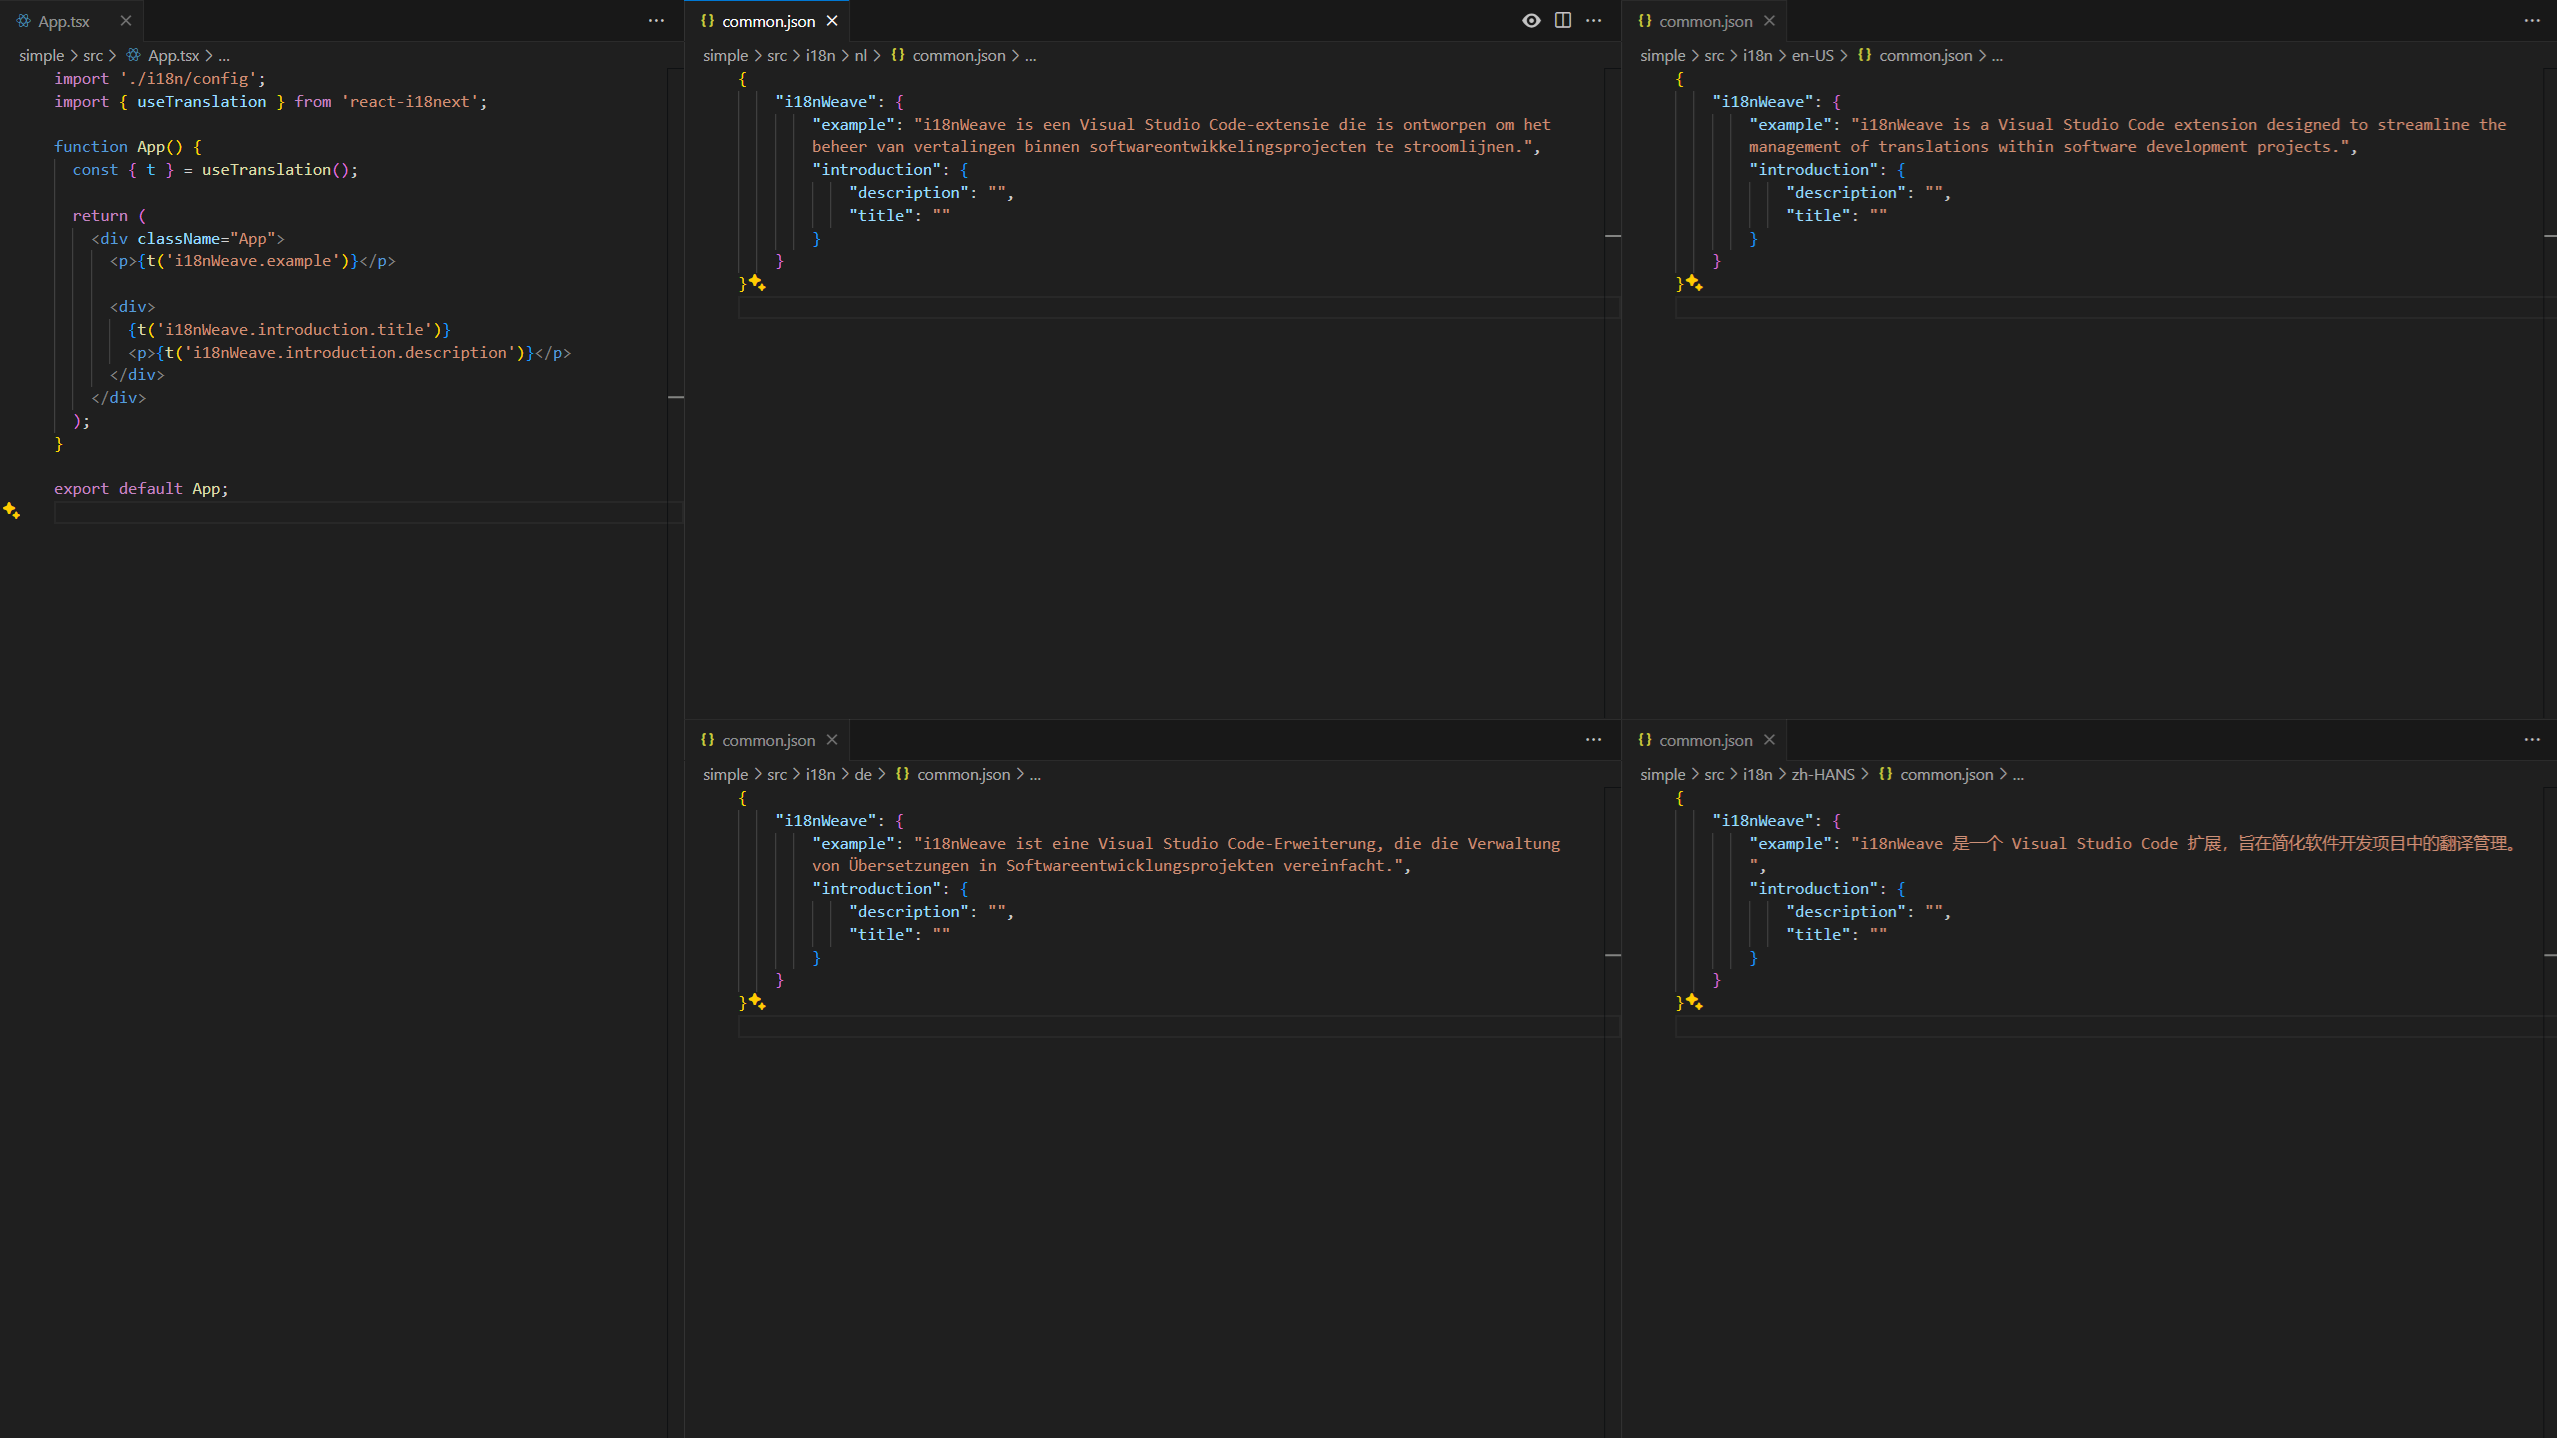 App.tsx
simple > src > App.tsx > ...
import './i18n/config';
import { useTranslation } from 'react-i18next';
function App() {
const { t } = useTranslation();
return (
<div className="App">
<p>{t('i18nWeave.example')}</p>
<div>
{t('i18nWeave.introduction.title')}
<p>{t('i18nWeave.introduction.description')}</p>
</div>
</div>
);
}
export default App;
{} common.json
simple > src > i18n > nl > {} common.json > ...
{
"i18nWeave": {
"example": "i18nWeave is een Visual Studio Code-extensie die is ontworpen om het
beheer van vertalingen binnen softwareontwikkelingsprojecten te stroomlijnen.",
"introduction": {
"description": "",
"title": ""
}
}
}
{} common.json
simple > src > i18n > en-US > {} common.json > ...
{
"i18nWeave": {
"example": "i18nWeave is a Visual Studio Code extension designed to streamline the
management of translations within software development projects.",
"introduction": {
"description": "",
"title": ""
}
}
}
{} common.json
simple > src > i18n > de > {} common.json > ...
{
"i18nWeave": {
"example": "i18nWeave ist eine Visual Studio Code-Erweiterung, die die Verwaltung
von Übersetzungen in Softwareentwicklungsprojekten vereinfacht.",
"introduction": {
"description": "",
"title": ""
}
}
}
{} common.json
simple > src > i18n > zh-HANS > {} common.json > ...
{
"i18nWeave": {
"example": "i18nWeave 是一个 Visual Studio Code 扩展，旨在简化软件开发项目中的翻译管理。
",
"introduction": {
"description": "",
"title": ""
}
}
}